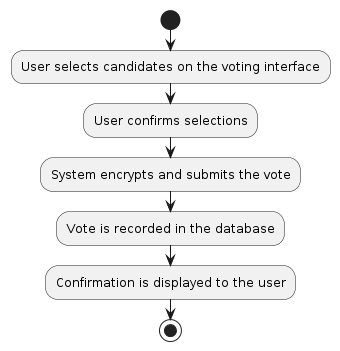 User selects candidates on the voting interface
User confirms selections
System encrypts and submits the vote
Vote is recorded in the database
Confirmation is displayed to the user